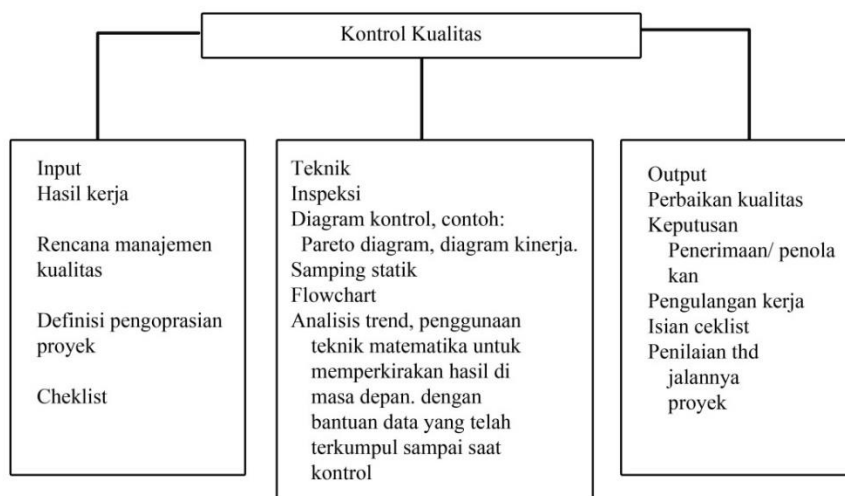 Kontrol Kualitas
Input
Hasil kerja
Rencana manajemen
kualitas
Definisi pengoprasian
proyek
Cheklist
Teknik
Inspeksi
Diagram kontrol, contoh:
Pareto diagram, diagram kinerja.
Samping statik
Flowchart
Analisis trend, penggunaan
teknik matematika untuk
memperkirakan hasil di
masa depan. dengan
bantuan data yang telah
terkumpul sampai saat
kontrol
Output
Perbaikan kualitas
Keputusan
Penerimaan/ penola
kan
Pengulangan kerja
Isian ceklist
Penilaian thd
jalannya
proyek